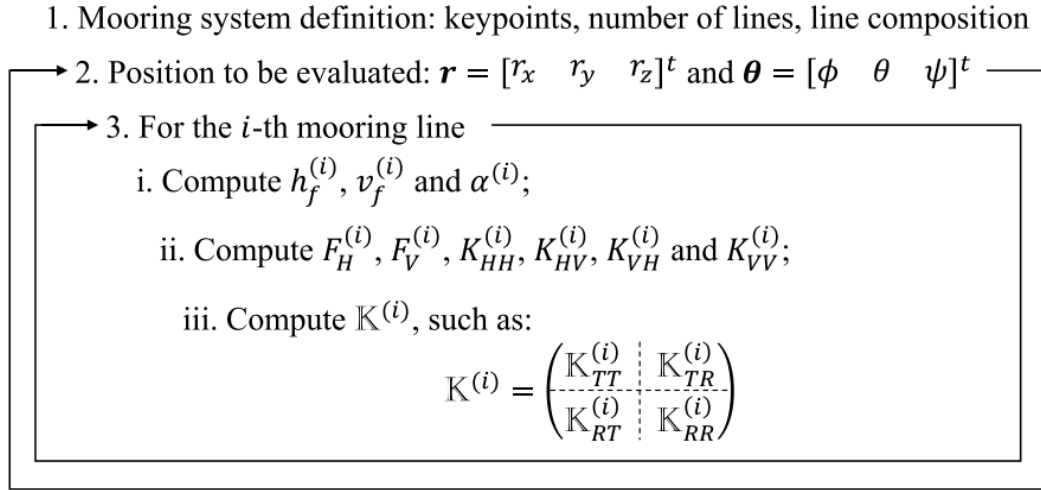 1. Mooring system definition: keypoints, number of lines, line composition
2. Position to be evaluated: 𝒓 = [r_x r_y r_z]^t and 𝜽 = [ϕ θ ψ]^t
3. For the i-th mooring line
i. Compute h_f^(i), v_f^(i) and α^(i);
ii. Compute F_H^(i), F_V^(i), K_HH^(i), K_HV^(i), K_VH^(i) and K_VV^(i);
iii. Compute 𝕂^(i), such as:
𝕂^(i) = (𝕂_TT^(i) 𝕂_TR^(i)
𝕂_RT^(i) 𝕂_RR^(i))